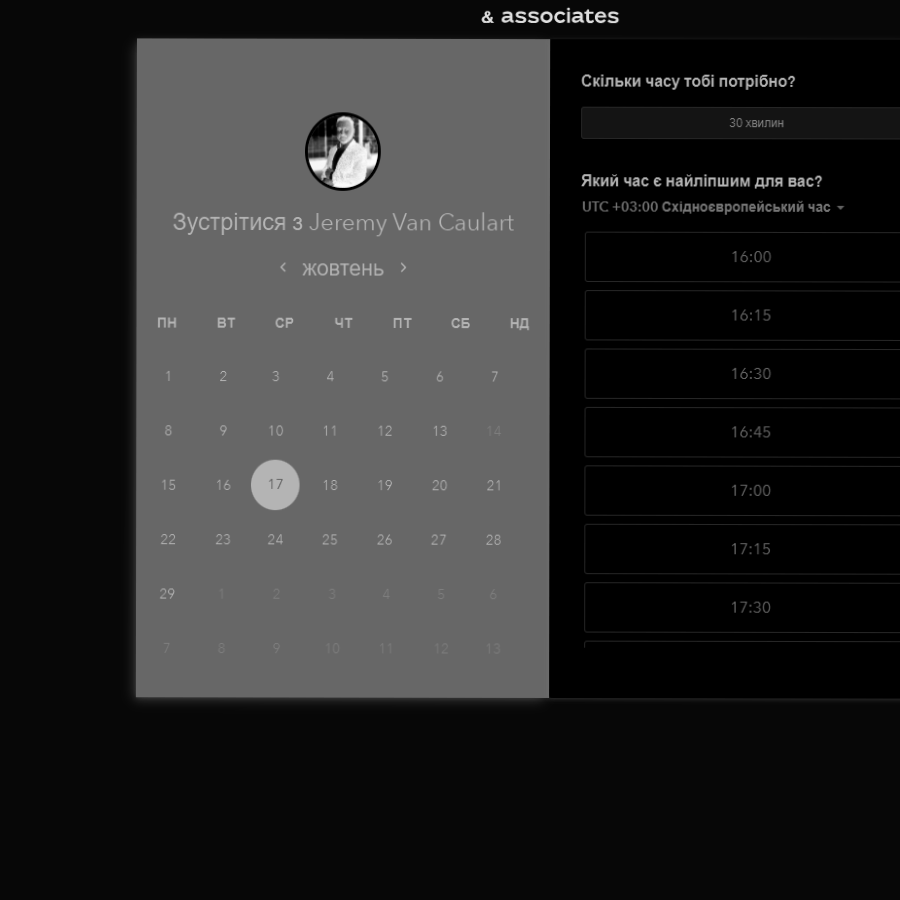 & associates
Зустрітися з Jeremy Van Caulart
жовтень
ПН ВТ СР ЧТ ПТ СБ НД
1 2 3 4 5 6 7
8 9 10 11 12 13 14
15 16 17 18 19 20 21
22 23 24 25 26 27 28
29 1 2 3 4 5 6
7 8 9 10 11 12 13
Скільки часу тобі потрібно?
30 хвилин
Який час є найліпшим для вас?
UTC +03:00 Східноєвропейський час
16:00
16:15
16:30
16:45
17:00
17:15
17:30